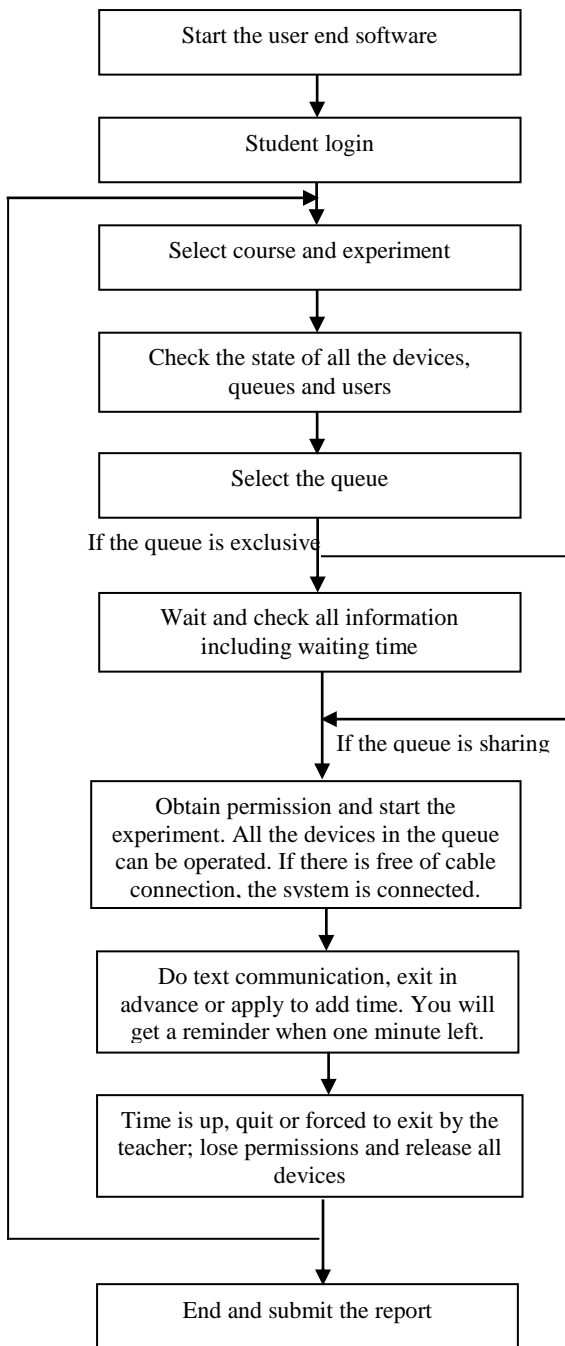 Start the user end software
Student login
Select course and experiment
Check the state of all the devices,
queues and users
Select the queue
If the queue is exclusive
Wait and check all information
including waiting time
If the queue is sharing
Obtain permission and start the
experiment. All the devices in the queue
can be operated. If there is free of cable
connection, the system is connected.
Do text communication, exit in
advance or apply to add time. You will
get a reminder when one minute left.
Time is up, quit or forced to exit by the
teacher; lose permissions and release all
devices
End and submit the report